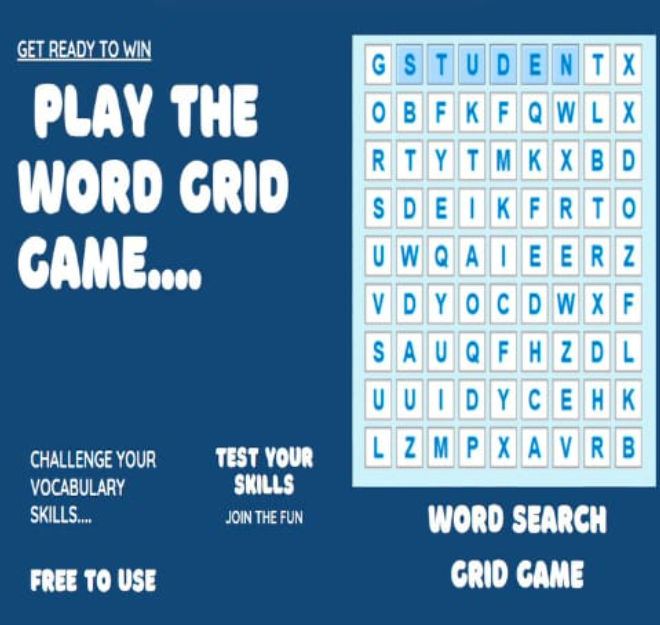 GET READY TO WIN
PLAY THE
WORD GRID
GAME....
G S T U D E N T X
O B F K F Q W L X
R T Y T M K X B D
S D E I K F R T O
U W Q A I E E R Z
V D Y O C D W X F
S A U Q F H Z D L
U U I D Y C E H K
L Z M P X A V R B
CHALLENGE YOUR
VOCABULARY
SKILLS....
TEST YOUR
SKILLS
JOIN THE FUN
FREE TO USE
WORD SEARCH
GRID GAME